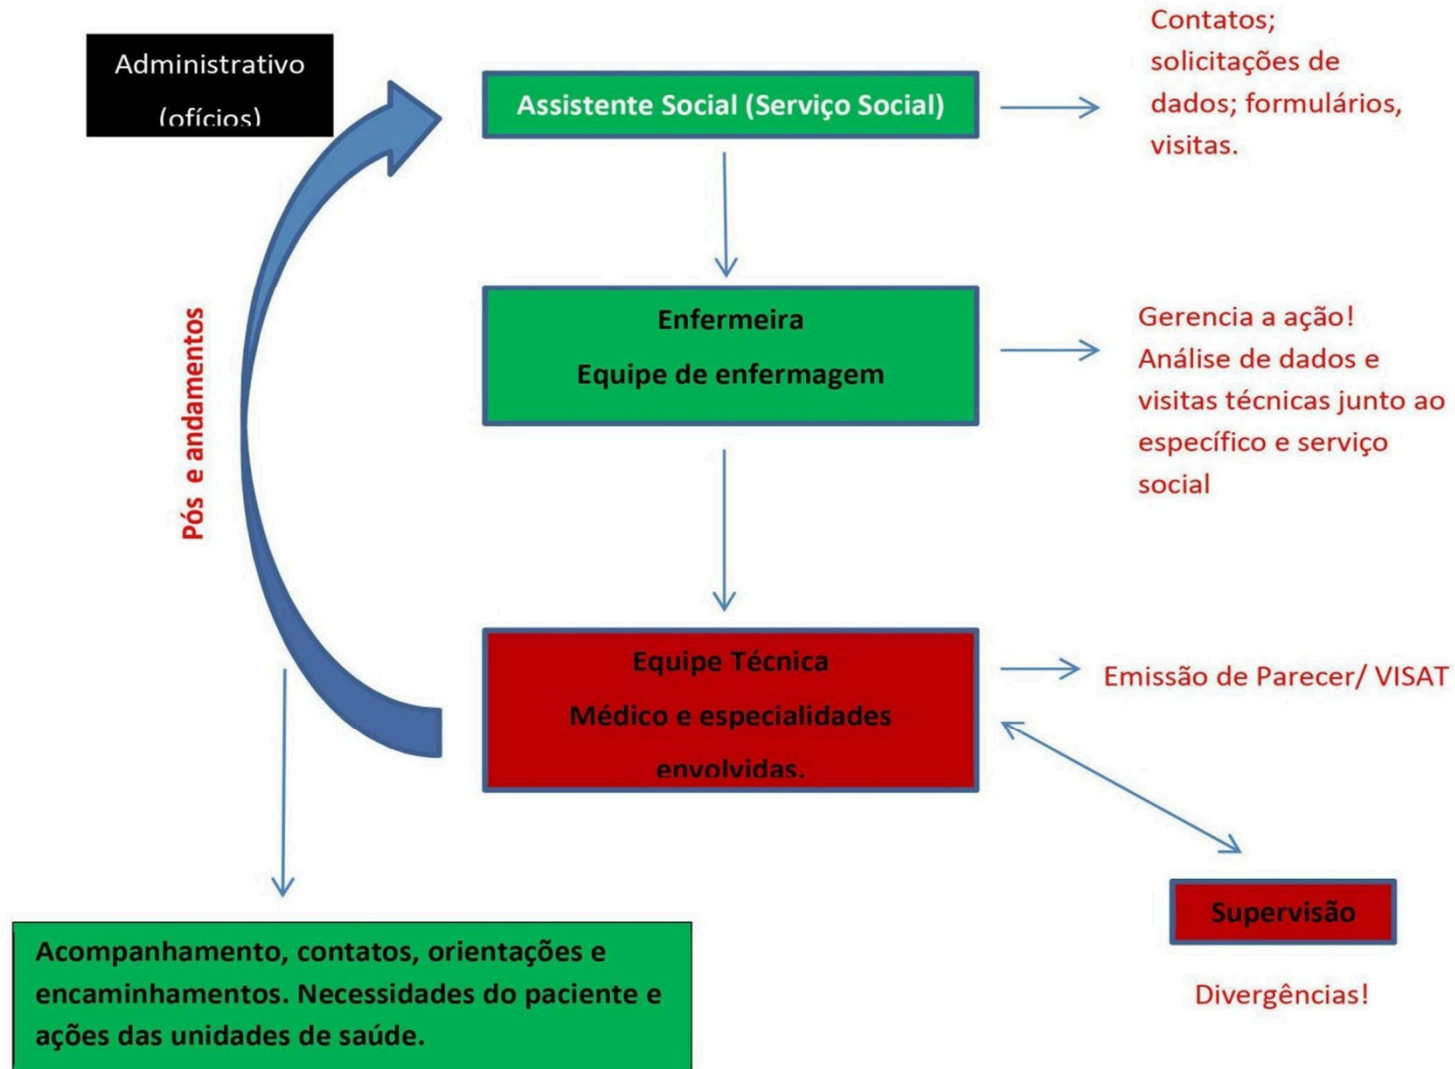 Administrativo
(ofícios)
Assistente Social (Serviço Social)
Contatos;
solicitações de
dados; formulários,
visitas.
Enfermeira
Equipe de enfermagem
Gerencia a ação!
Análise de dados e
visitas técnicas junto ao
específico e serviço
social
Pós e andamentos
Equipe Técnica
Médico e especialidades
envolvidas.
Emissão de Parecer/ VISAT
Supervisão
Divergências!
Acompanhamento, contatos, orientações e
encaminhamentos. Necessidades do paciente e
ações das unidades de saúde.